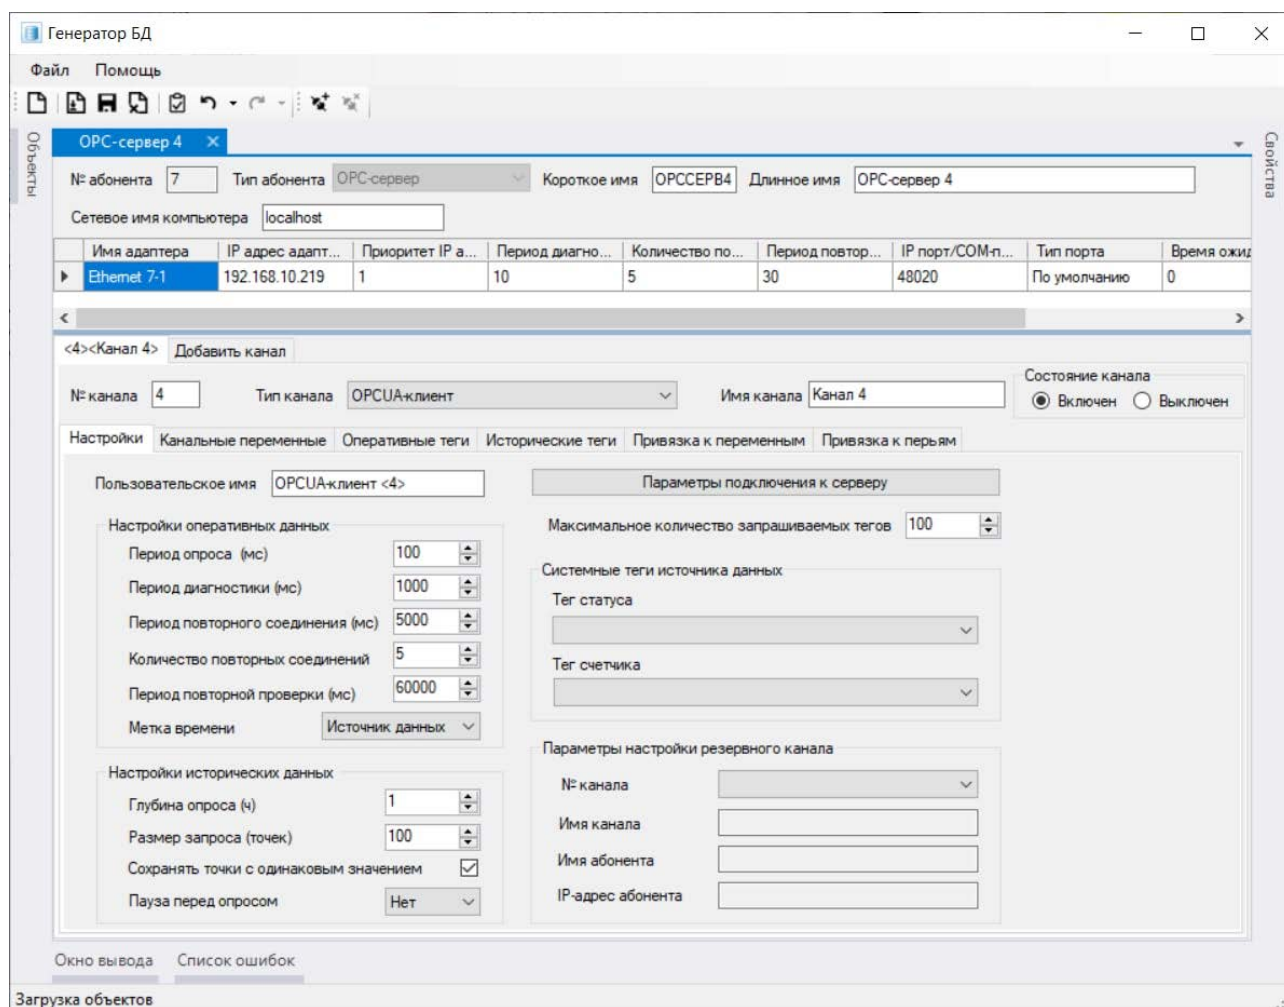 Генератор БД
Файл Помощь
Объекты
Свойства
OPC-сервер 4
№ абонента 7 Тип абонента OPC-сервер Короткое имя OPCCEPB4 Длинное имя OPC-сервер 4
Сетевое имя компьютера localhost
Имя адаптера IP адрес адапт... Приоритет IP а... Период диагно... Количество по... Период повтор... IP порт/COM-п... Тип порта Время ожид
Ethernet 7-1 192.168.10.219 1 10 5 30 48020 По умолчанию 0
<4><Канал 4> Добавить канал
Состояние канала
№ канала 4 Тип канала OPCUA-клиент Имя канала Канал 4 Включен Выключен
Настройки Канальные переменные Оперативные теги Исторические теги Привязка к переменным Привязка к перьям
Пользовательское имя OPCUA-клиент <4> Параметры подключения к серверу
Настройки оперативных данных
Максимальное количество запрашиваемых тегов 100
Период опроса (мс) 100
Период диагностики (мс) 1000
Период повторного соединения (мс) 5000
Количество повторных соединений 5
Период повторной проверки (мс) 60000
Метка времени Источник данных
Системные теги источника данных
Тег статуса
Тег счетчика
Настройки исторических данных
Глубина опроса (ч) 1
Размер запроса (точек) 100
Сохранять точки с одинаковым значением
Пауза перед опросом Нет
Параметры настройки резервного канала
№ канала
Имя канала
Имя абонента
IP-адрес абонента
Окно вывода Список ошибок
Загрузка объектов